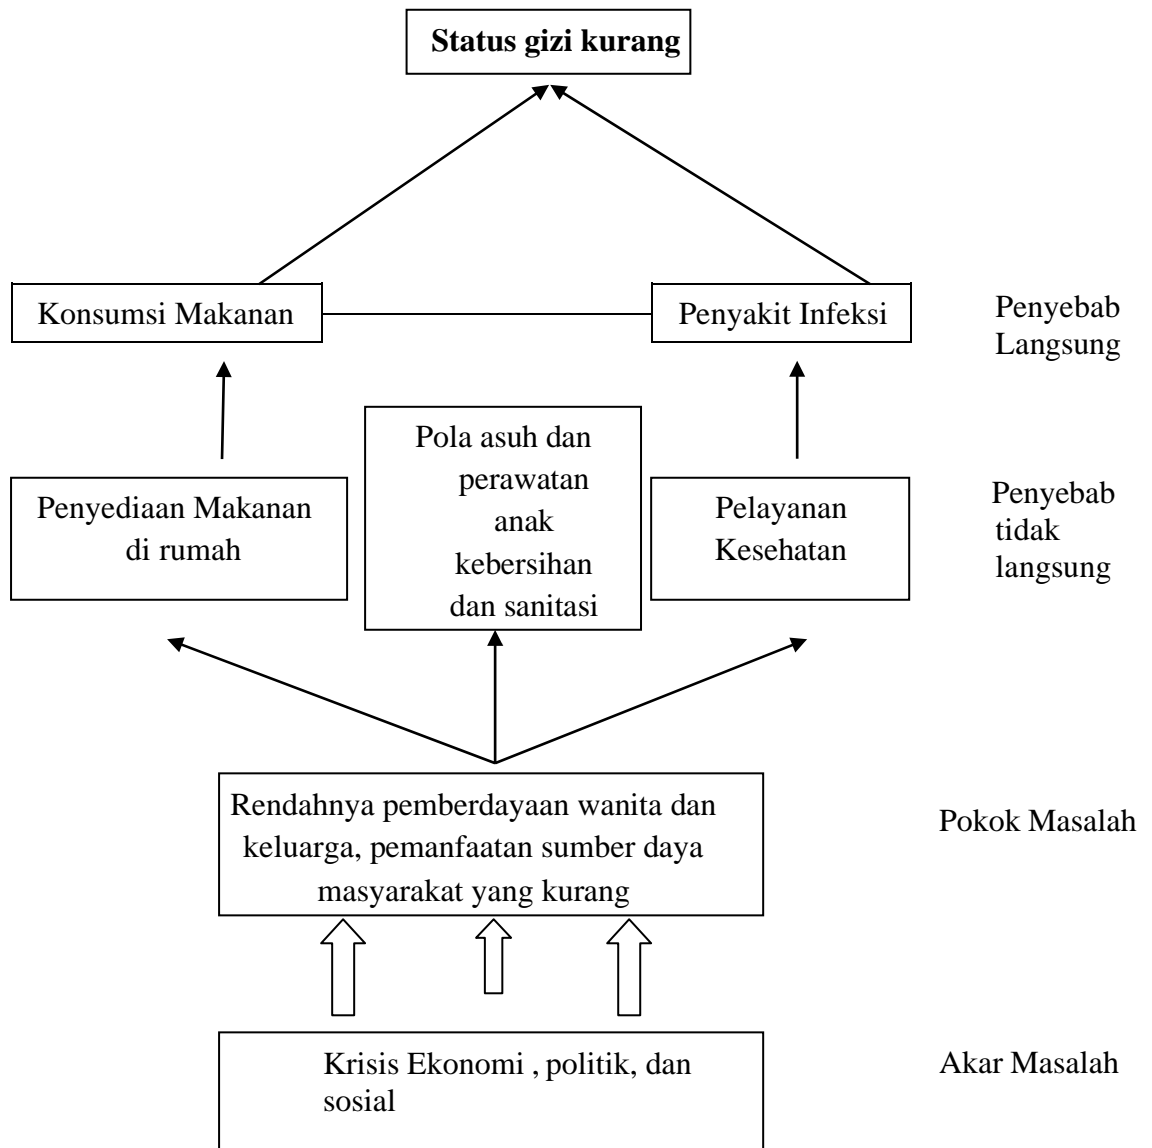 Status gizi kurang
Konsumsi Makanan
Penyakit Infeksi
Penyebab
Langsung
Pola asuh dan
perawatan
anak
kebersihan
dan sanitasi
Penyediaan Makanan
di rumah
Pelayanan
Kesehatan
Penyebab
tidak
langsung
Rendahnya pemberdayaan wanita dan
keluarga, pemanfaatan sumber daya
masyarakat yang kurang
Pokok Masalah
Krisis Ekonomi , politik, dan
sosial
Akar Masalah